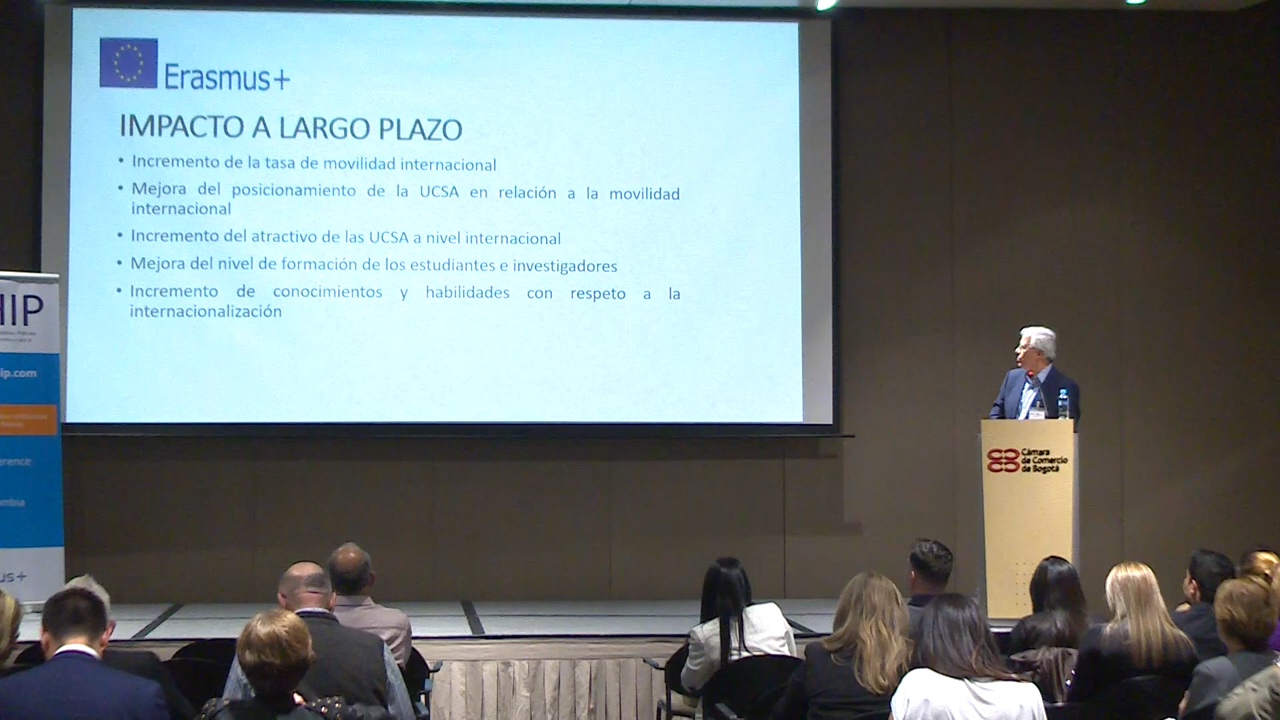 Erasmus+
IMPACTO A LARGO PLAZO
• Incremento de la tasa de movilidad internacional
• Mejora del posicionamiento de la UCSA en relación a la movilidad
internacional
• Incremento del atractivo de las UCSA a nivel internacional
• Mejora del nivel de formación de los estudiantes e investigadores
• Incremento de conocimientos y habilidades con respeto a la
internacionalización
HIP
ip.com
erence
mbia
us+
Cámara
de Comercio
de Bogotá